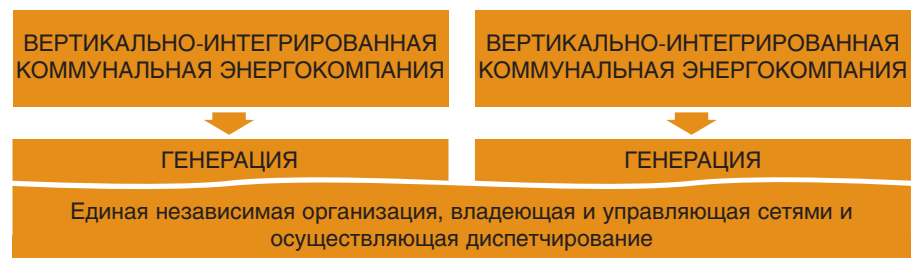 ВЕРТИКАЛЬНО-ИНТЕГРИРОВАННАЯ
КОММУНАЛЬНАЯ ЭНЕРГОКОМПАНИЯ
ВЕРТИКАЛЬНО-ИНТЕГРИРОВАННАЯ
КОММУНАЛЬНАЯ ЭНЕРГОКОМПАНИЯ
ГЕНЕРАЦИЯ
ГЕНЕРАЦИЯ
Единая независимая организация, владеющая и управляющая сетями и
осуществляющая диспетчирование